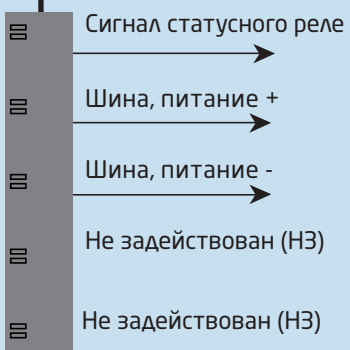 Сигнал статусного реле
Шина, питание +
Шина, питание -
Не задействован (НЗ)
Не задействован (НЗ)